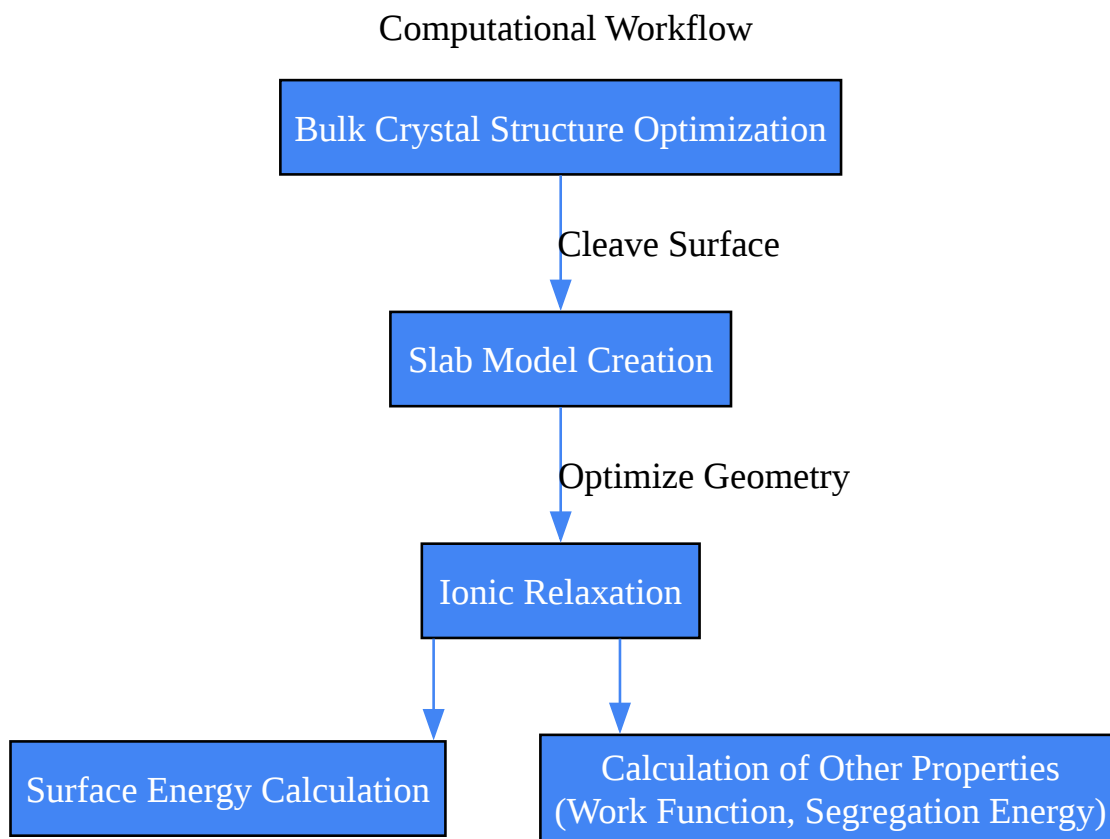 Computational Workflow
Bulk Crystal Structure Optimization
Cleave Surface
Slab Model Creation
Optimize Geometry
Ionic Relaxation
Surface Energy Calculation
Calculation of Other Properties
(Work Function, Segregation Energy)